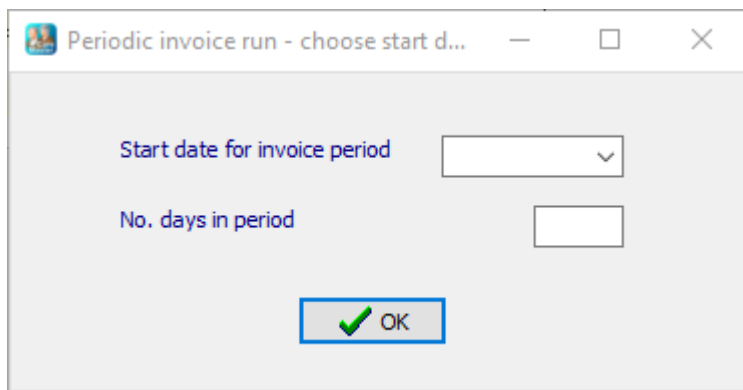 Periodic invoice run - choose start d...
Start date for invoice period
No. days in period
OK